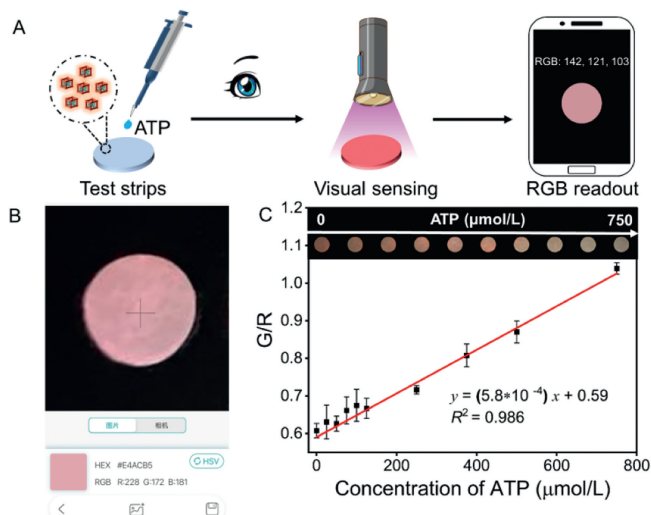 A
RGB: 142, 121, 103
ATP
Test strips
Visual sensing
RGB readout
B
图片
相机
HEX #E4ACB5
HSV
RGB R:228 G:172 B:181
C
0
ATP (μmol/L)
750
1.2
1.1
1.0
0.9
0.8
0.7
0.6
G/R
y = (5.8*10⁻⁴) x + 0.59
R² = 0.986
0
200
400
600
800
Concentration of ATP (μmol/L)